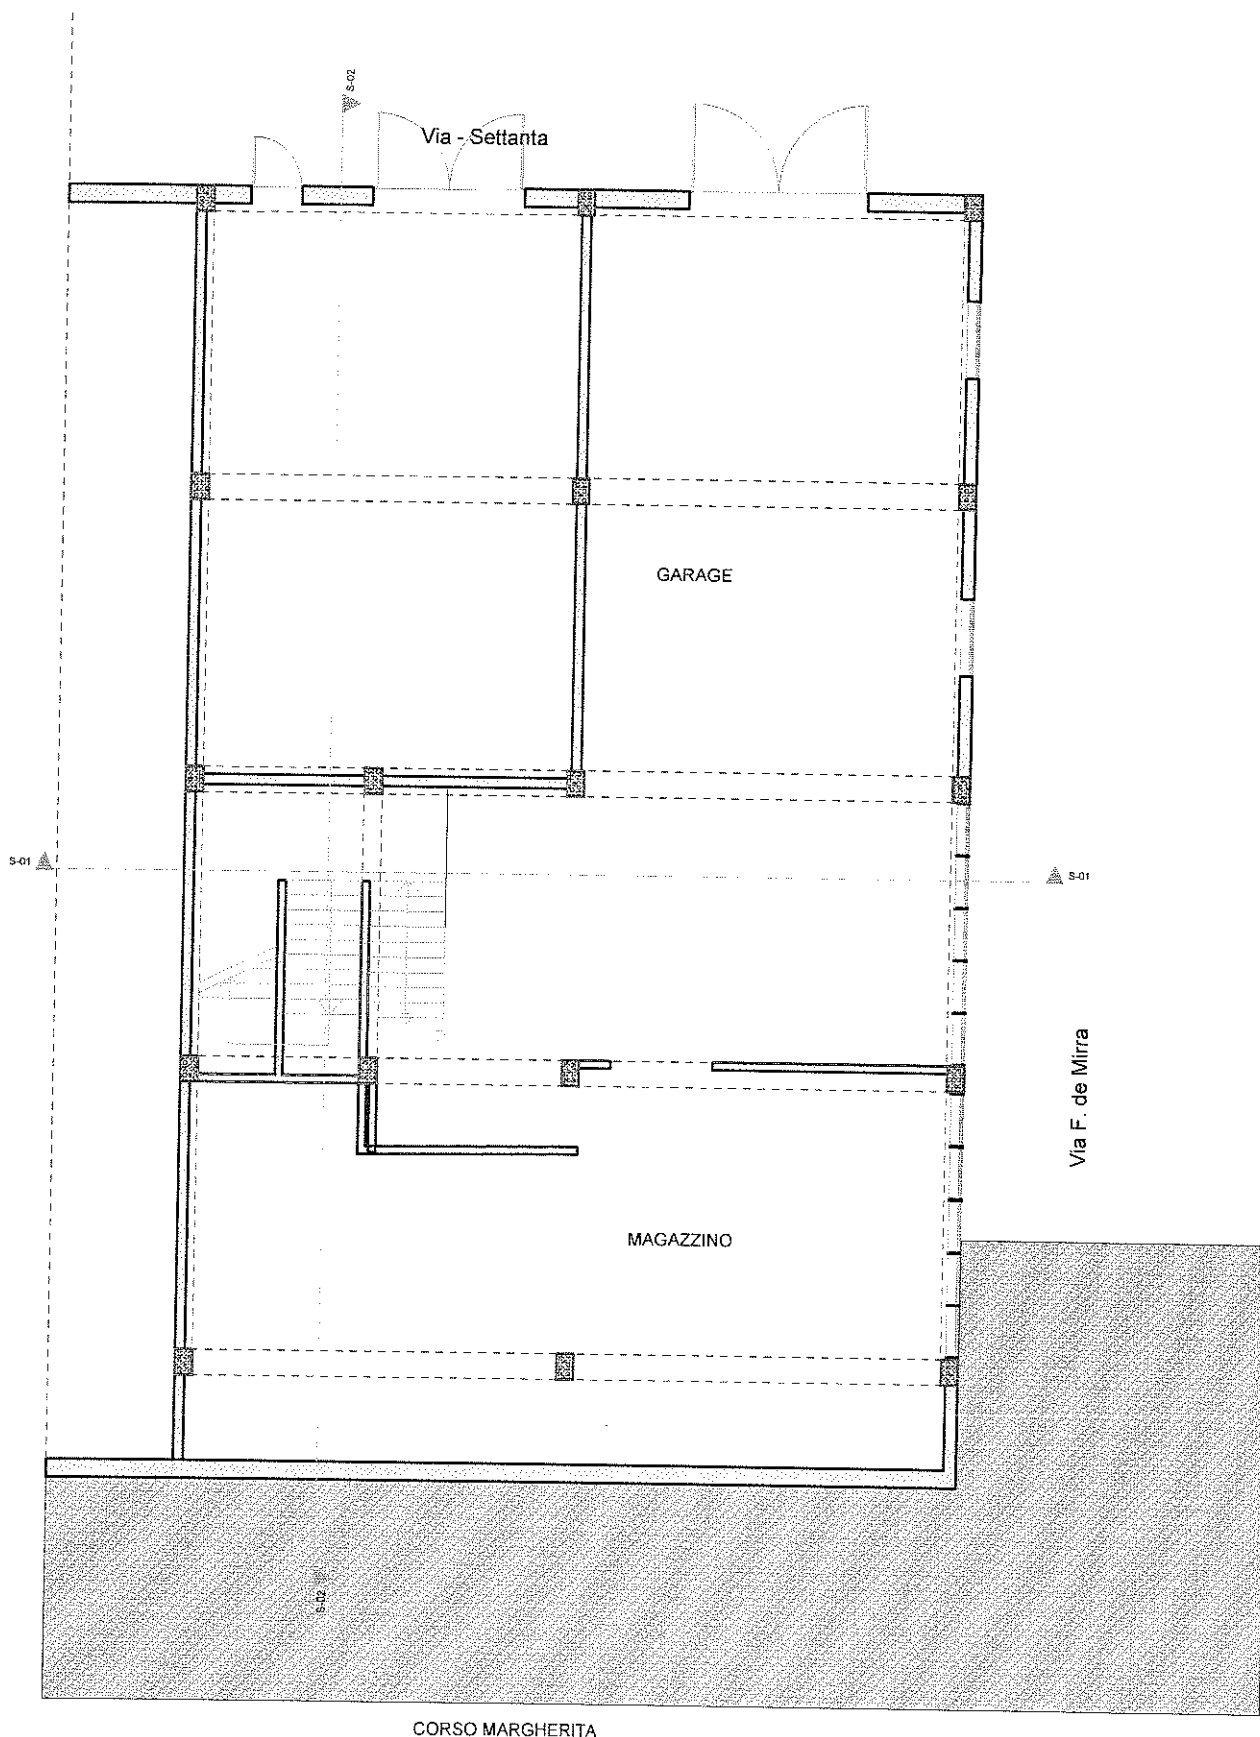 S-02
Via - Settanta
GARAGE
S-01
S-01
Via F. de Mirra
MAGAZZINO
S-02
CORSO MARGHERITA